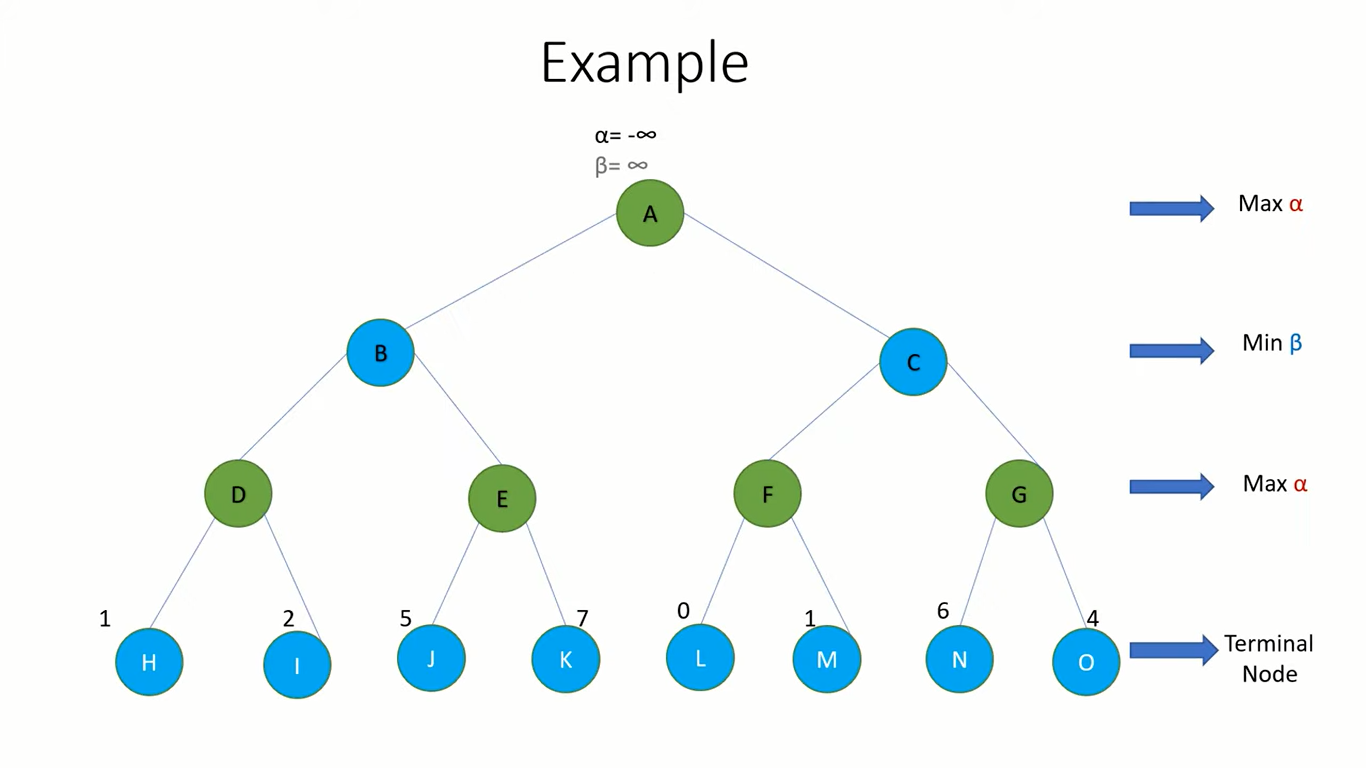 Example
α= -∞
β= ∞
A
Max α
B
C
Min β
D
E
F
G
Max α
1
2
5
7
0
1
6
4
H
I
J
K
L
M
N
O
Terminal
Node